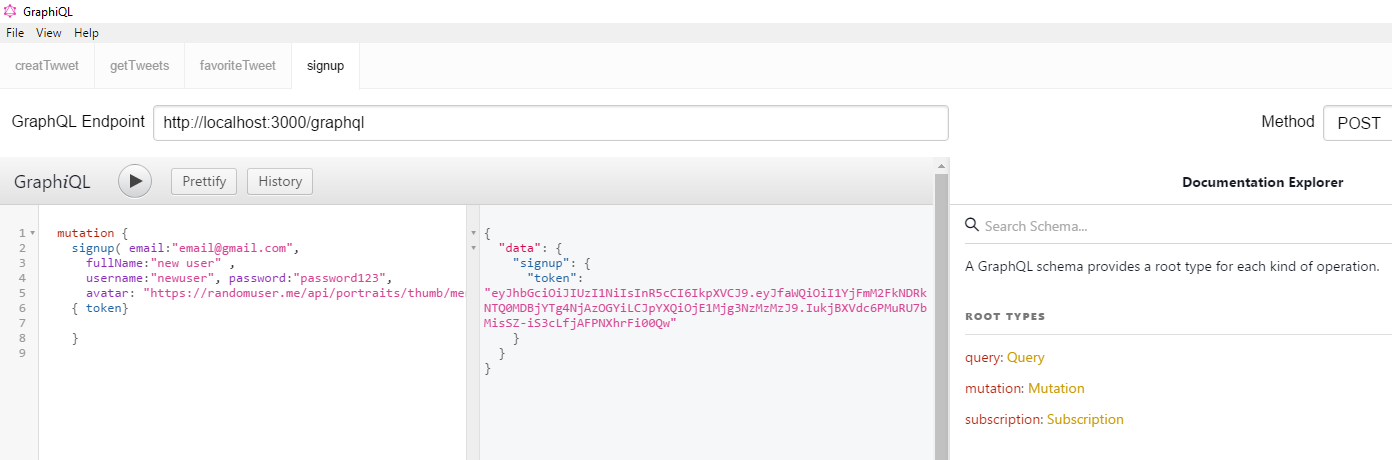 GraphiQL
File View Help
creatTwwet getTweets favoriteTweet signup
GraphQL Endpoint http://localhost:3000/graphql Method POST
GraphiQL Prettify History Documentation Explorer
1 mutation {
2 signup( email:"email@gmail.com",
3 fullName:"new user" ,
4 username:"newuser", password:"password123",
5 avatar: "https://randomuser.me/api/portraits/thumb/me
6 { token}
7
8 }
9
{
"data": {
"signup": {
"token":
"eyJhbGciOiJIUzI1NiIsInR5cCI6IkpXVCJ9.eyJfaWQiOiI1YjFmM2FkNDRk
NTQ0MDBjYTg4NjAzOGYiLCJpYXQiOjE1Mjg3NzMzMzJ9.IukjBXVdc6PMuRU7b
MisSZ-iS3cLfjAFPNXhrFi00Qw"
}
}
}
Search Schema...
A GraphQL schema provides a root type for each kind of operation.
ROOT TYPES
query: Query
mutation: Mutation
subscription: Subscription